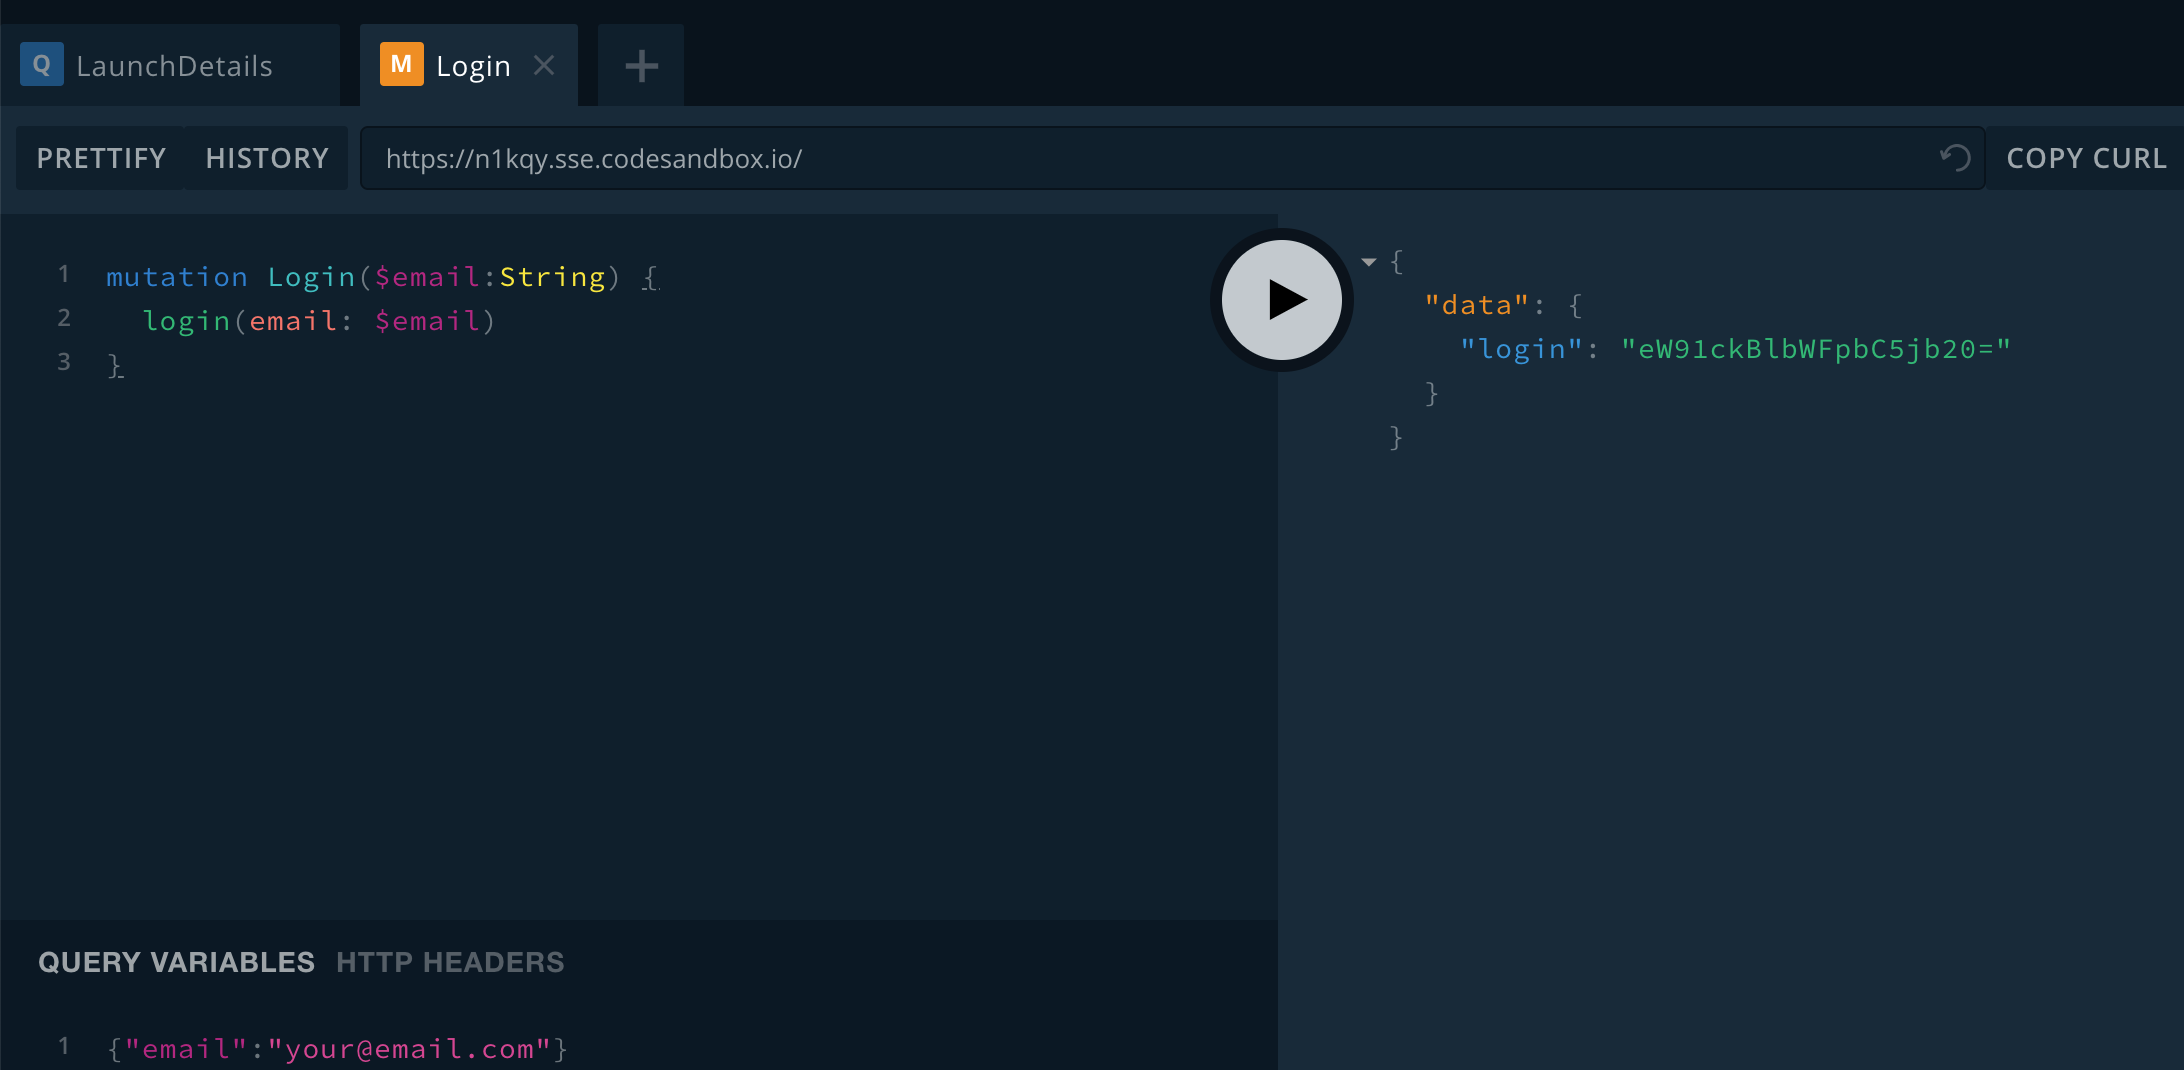 Q LaunchDetails M Login
PRETTIFY HISTORY https://n1kqy.sse.codesandbox.io/ COPY CURL
1 mutation Login($email:String) {
2 login(email: $email)
3 }
{
"data": {
"login": "eW91ckBlbWFpbC5jb20="
}
}
QUERY VARIABLES HTTP HEADERS
1 {"email":"your@email.com"}